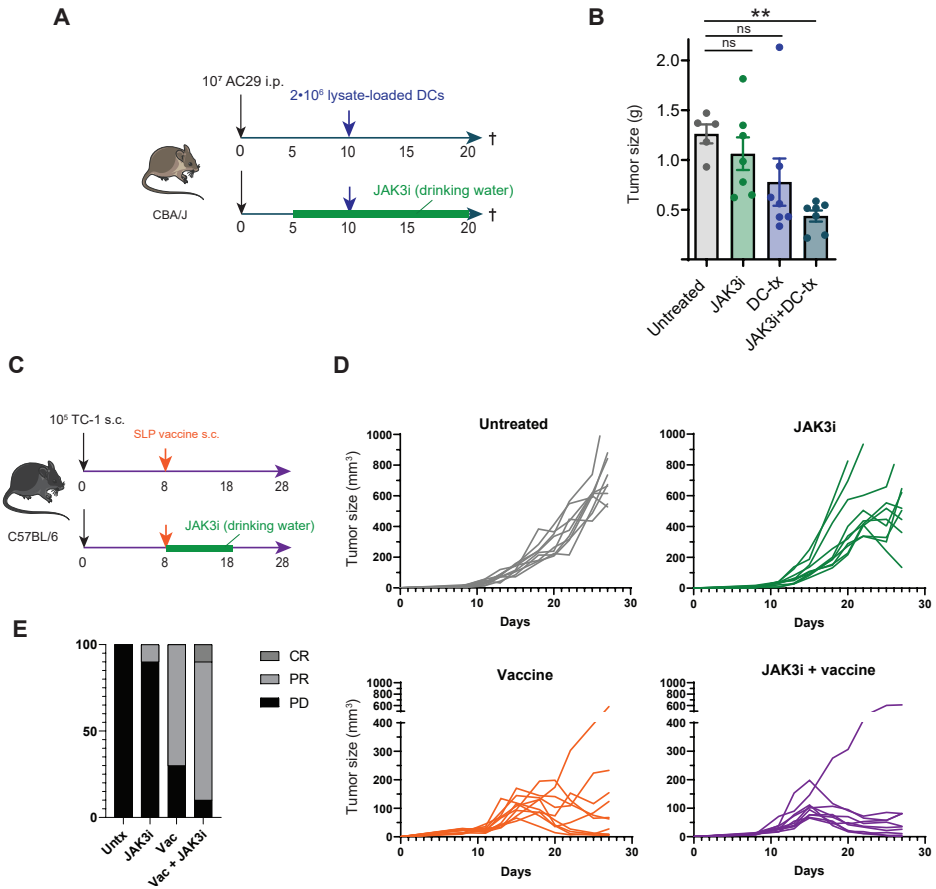 A
10⁷ AC29 i.p.
2•10⁶ lysate-loaded DCs
0 5 10 15 20 †
JAK3i (drinking water)
0 5 10 15 20 †
CBA/J
B
**
ns
ns
Tumor size (g)
2.0
1.5
1.0
0.5
Untreated
JAK3i
DC-tx
JAK3i+DC-tx
C
10⁵ TC-1 s.c.
SLP vaccine s.c.
0 8 18 28
JAK3i (drinking water)
0 8 18 28
C57BL/6
D
Untreated
Tumor size (mm³)
1000
800
600
400
200
0
0 10 20 30
Days
JAK3i
1000
800
600
400
200
0
0 10 20 30
Days
Vaccine
Tumor size (mm³)
1000
800
600
400
300
200
100
0
0 10 20 30
Days
JAK3i + vaccine
1000
800
600
400
300
200
100
0
0 10 20 30
Days
E
100
50
0
Untx
JAK3i
Vac
Vac + JAK3i
CR
PR
PD